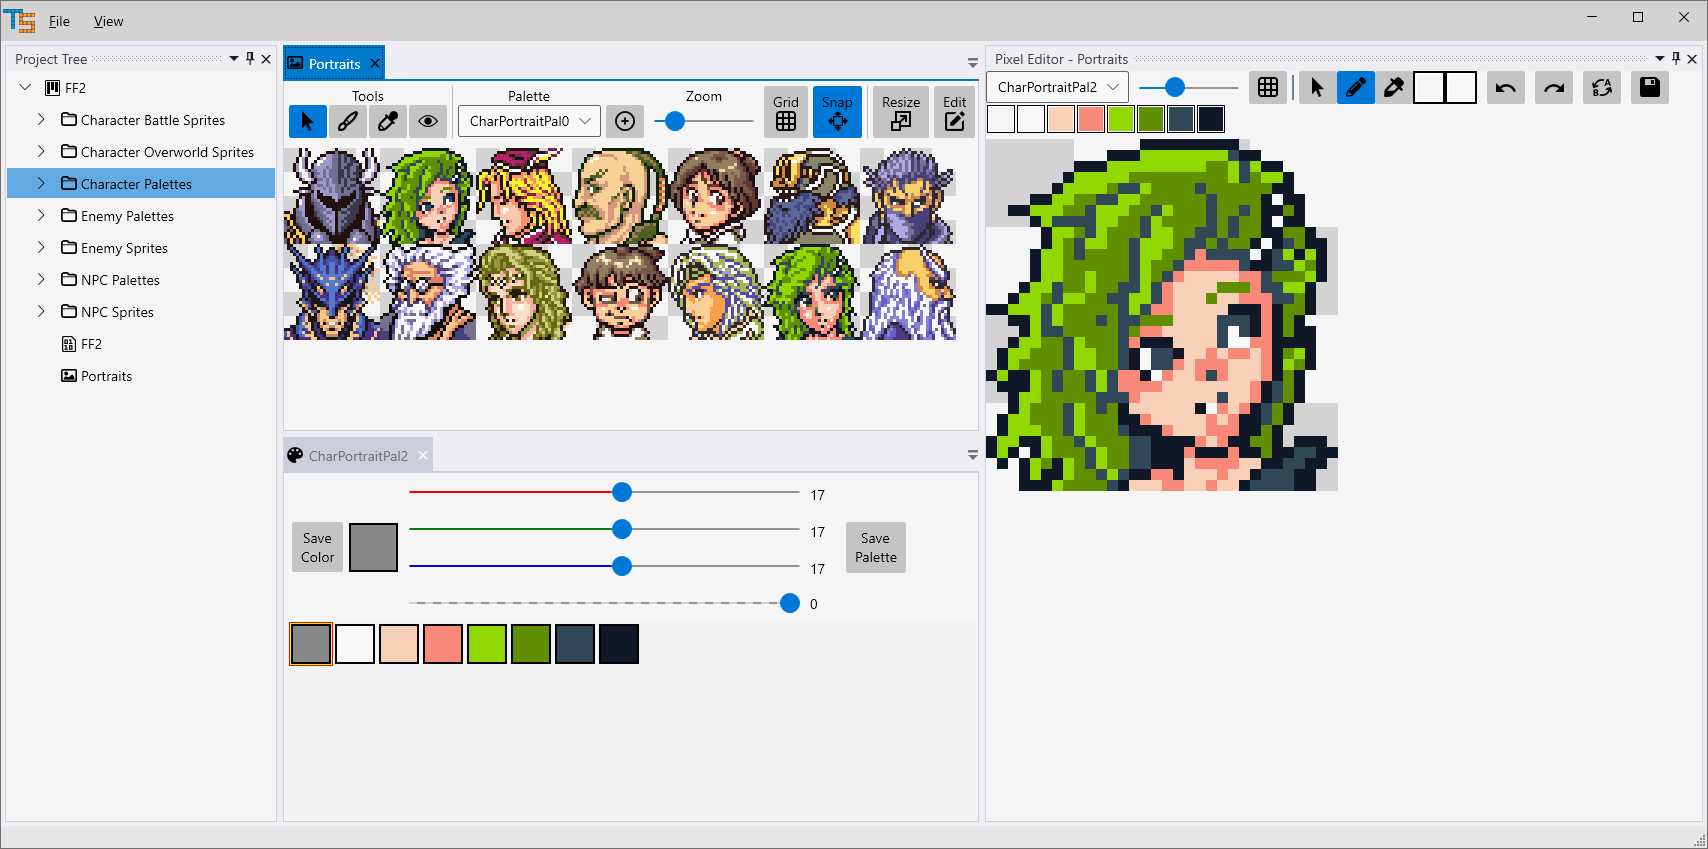 TS File View
Project Tree
FF2
Character Battle Sprites
Character Overworld Sprites
Character Palettes
Enemy Palettes
Enemy Sprites
NPC Palettes
NPC Sprites
FF2
Portraits
Portraits
Tools Palette Zoom
CharPortraitPal0
Grid Snap Resize Edit
CharPortraitPal2
17
17
17
0
Save
Color
Save
Palette
Pixel Editor - Portraits
CharPortraitPal2